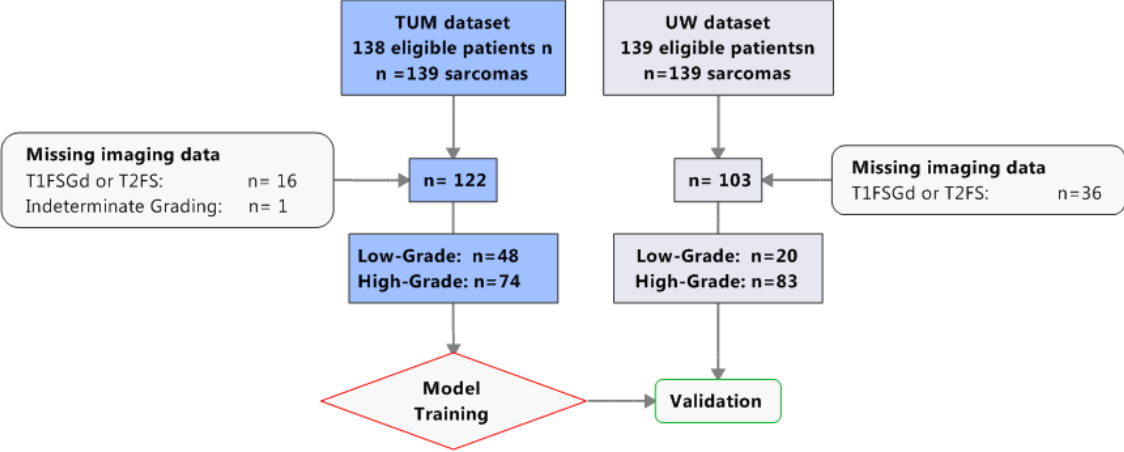 TUM dataset
138 eligible patients n
n =139 sarcomas
UW dataset
139 eligible patientsn
n=139 sarcomas
Missing imaging data
T1FSGd or T2FS: n= 16
Indeterminate Grading: n= 1
n= 122
n= 103
Missing imaging data
T1FSGd or T2FS: n=36
Low-Grade: n=48
High-Grade: n=74
Low-Grade: n=20
High-Grade: n=83
Model
Training
Validation